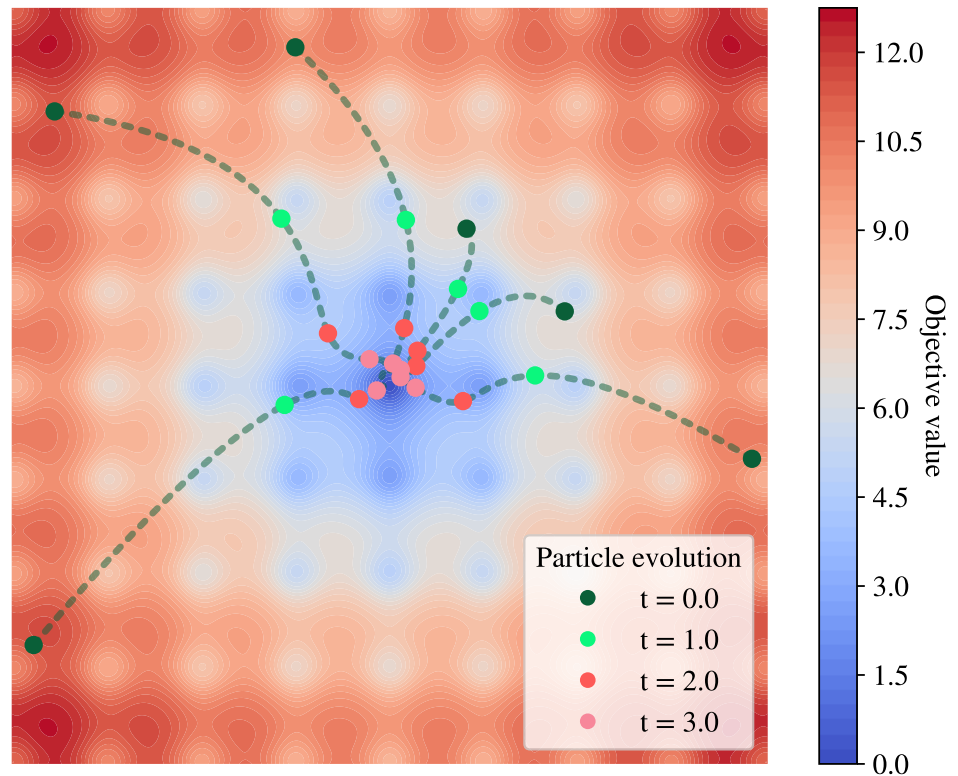 12.0
10.5
9.0
7.5
6.0
4.5
3.0
1.5
0.0
Objective value
Particle evolution
t = 0.0
t = 1.0
t = 2.0
t = 3.0